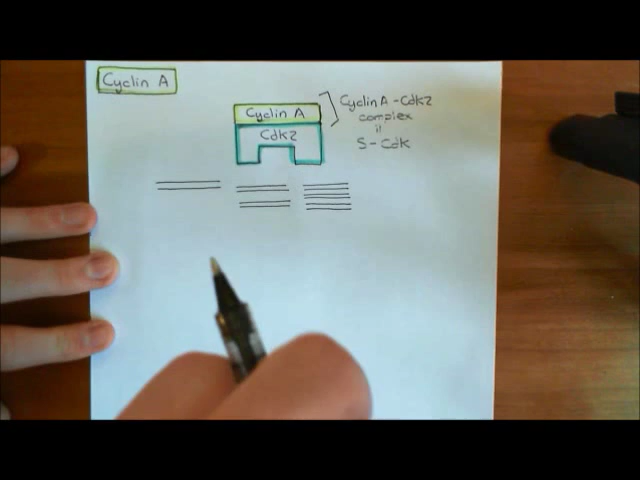 Cyclin A
Cyclin A
Cdk2
Cyclin A - Cdk2
complex
S - Cdk